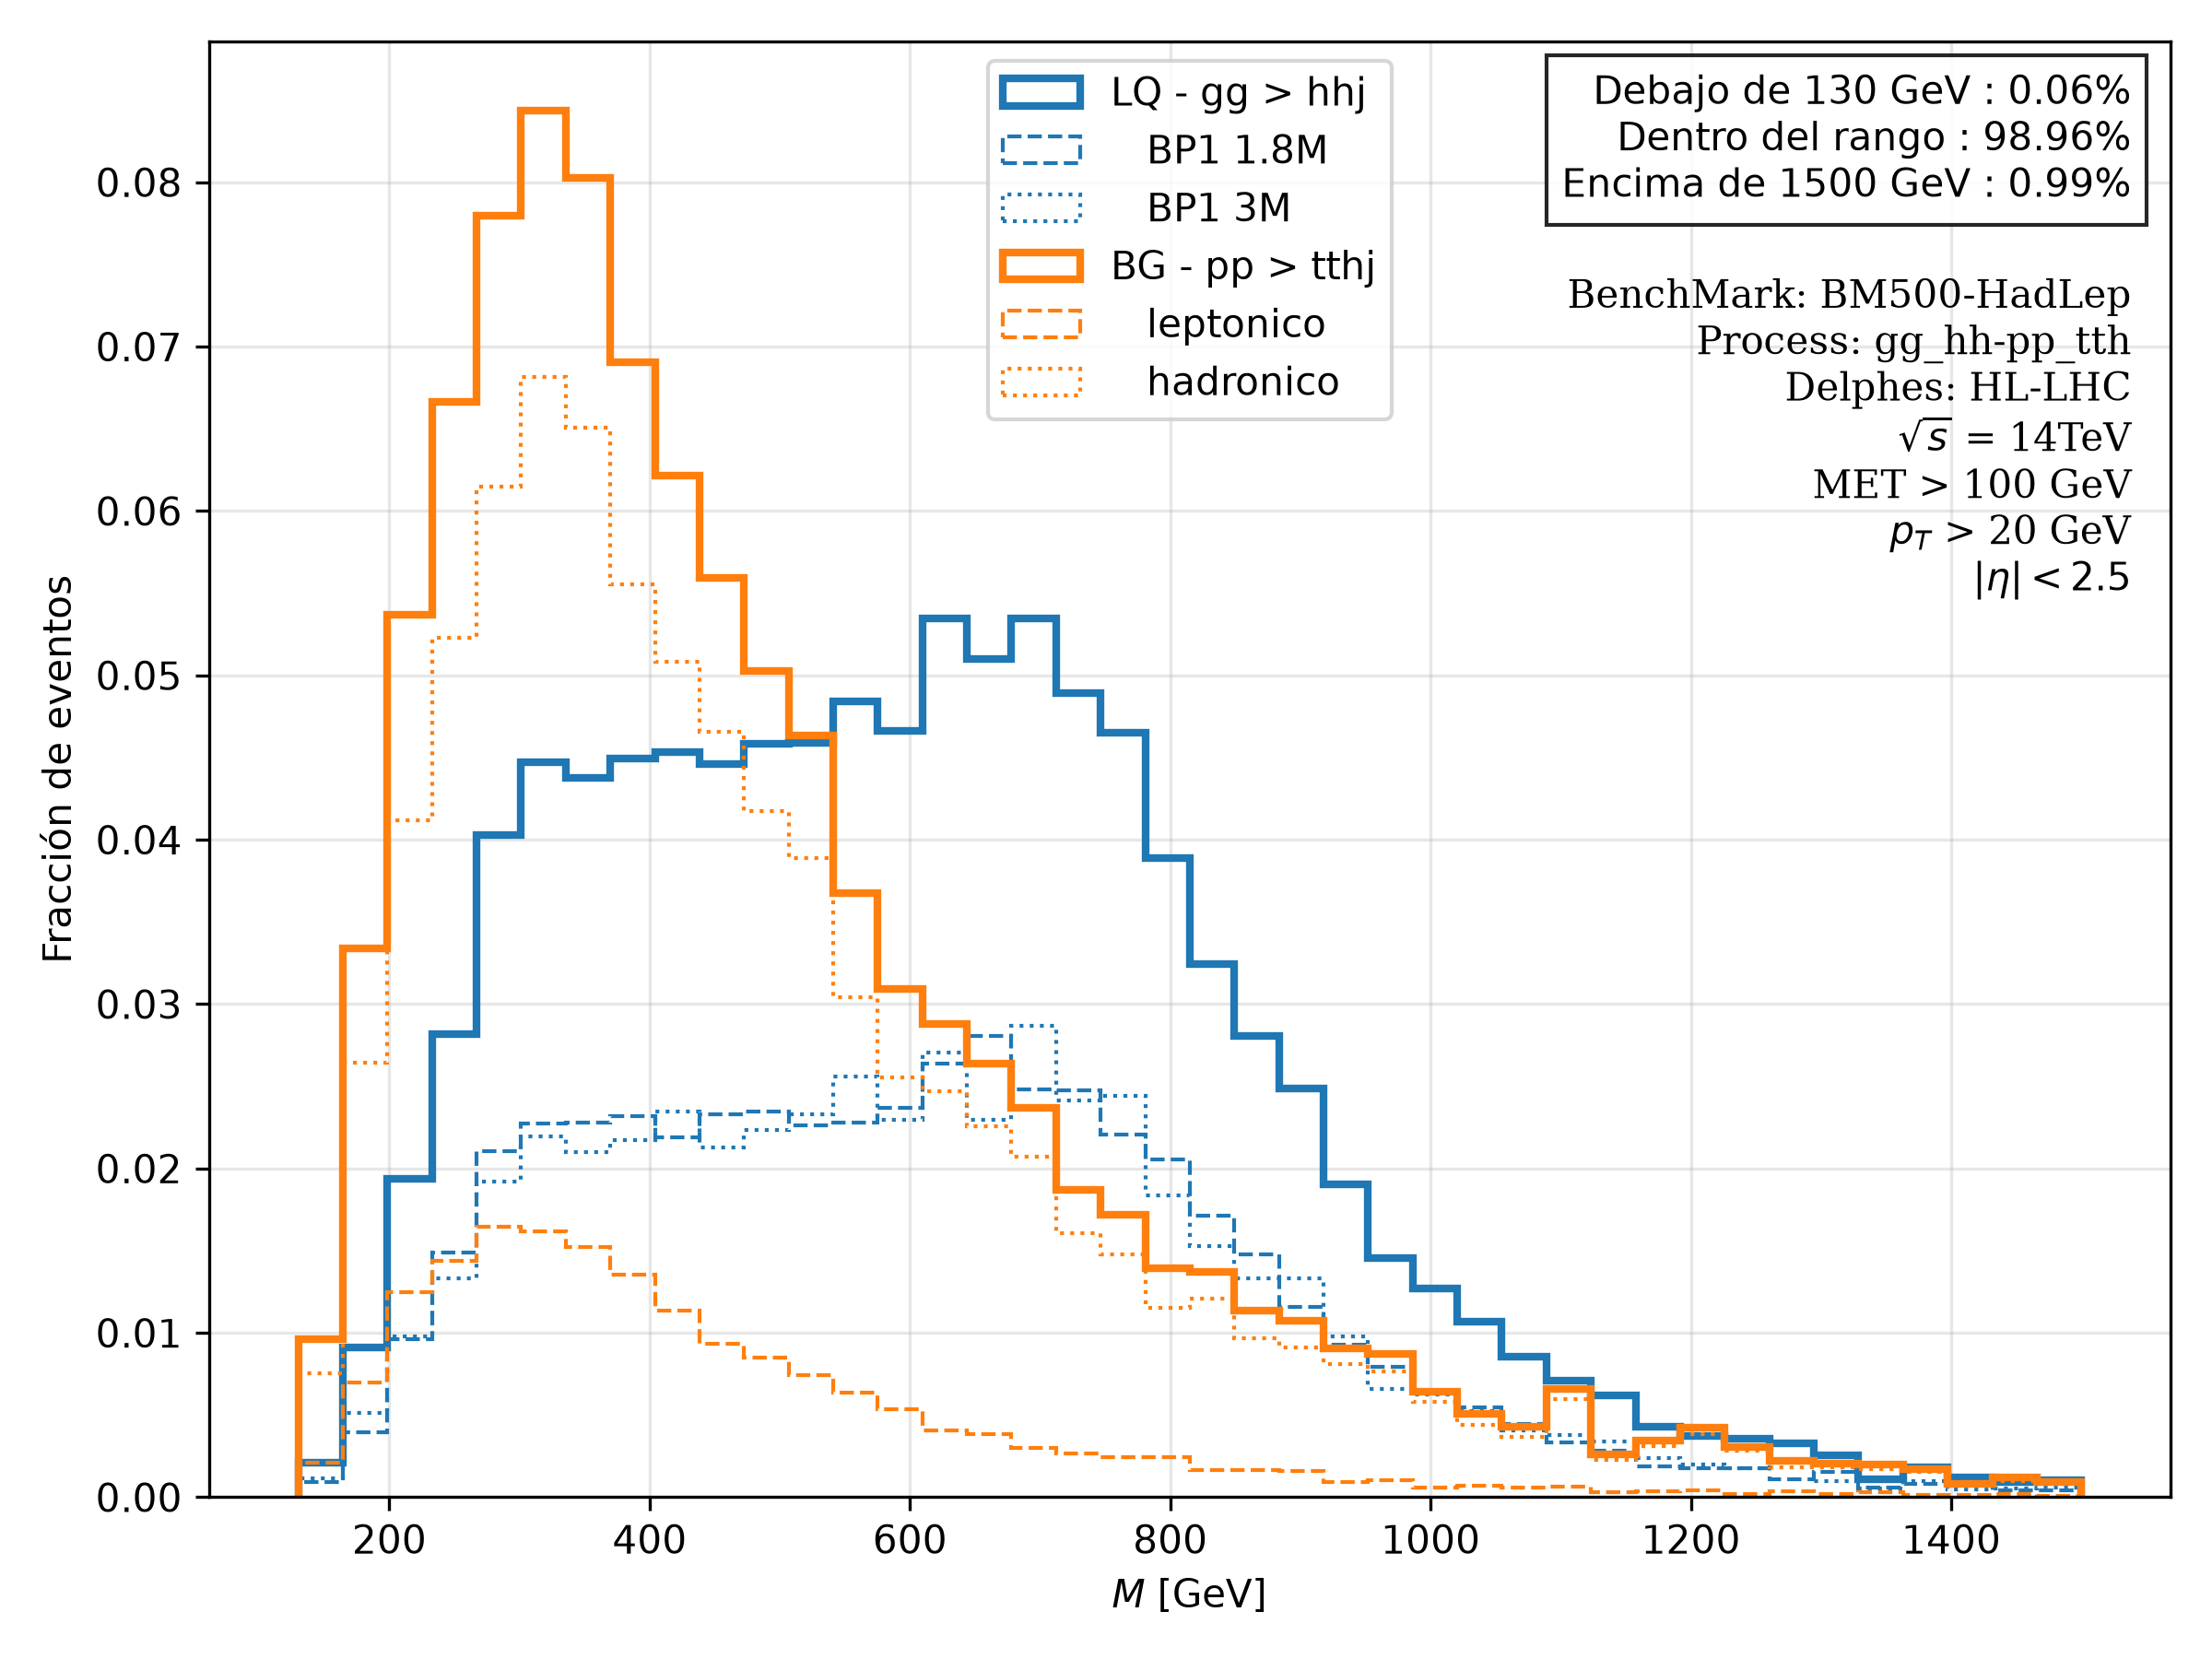 LQ - gg > hhj
BP1 1.8M
BP1 3M
BG - pp > tthj
leptonico
hadronico
Debajo de 130 GeV : 0.06%
Dentro del rango : 98.96%
Encima de 1500 GeV : 0.99%
BenchMark: BM500-HadLep
Process: gg_hh-pp_tth
Delphes: HL-LHC
√s = 14TeV
MET > 100 GeV
p_T > 20 GeV
|η| < 2.5
Fracción de eventos
0.08
0.07
0.06
0.05
0.04
0.03
0.02
0.01
0.00
200 400 600 800 1000 1200 1400
M [GeV]